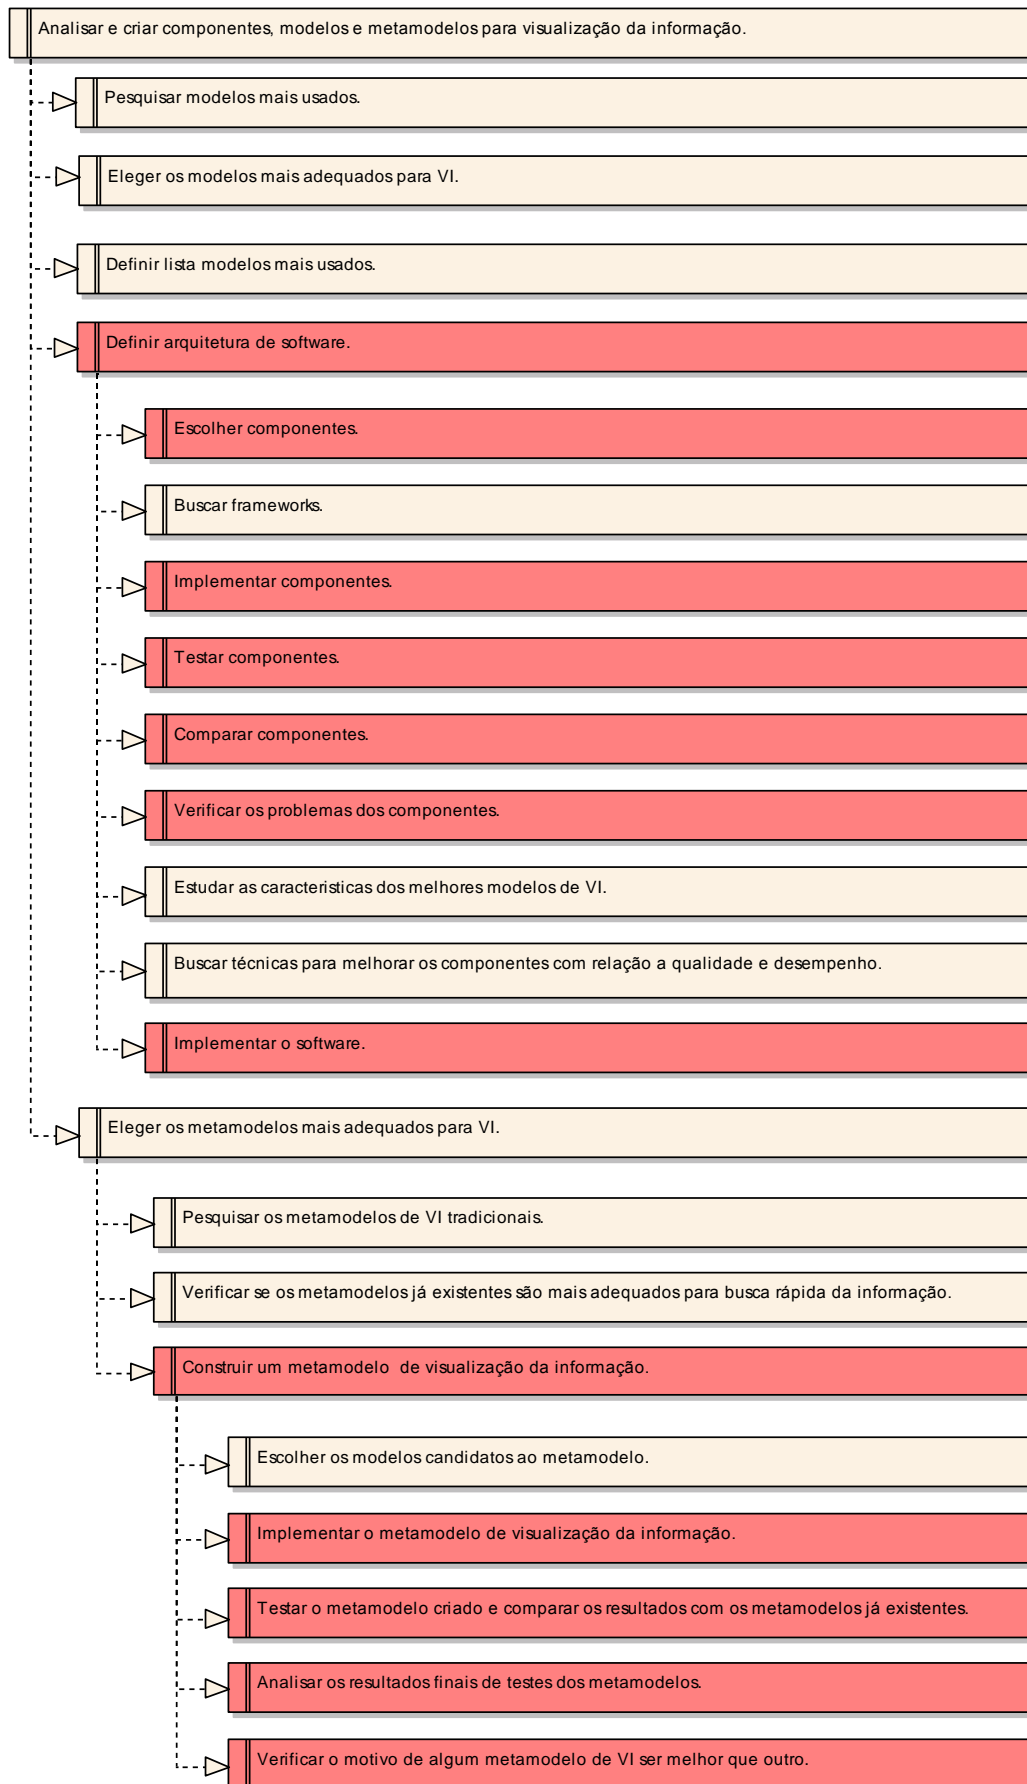 Analisar e criar componentes, modelos e metamodelos para visualização da informação.
Pesquisar modelos mais usados.
Eleger os modelos mais adequados para VI.
Definir lista modelos mais usados.
Definir arquitetura de software.
Escolher componentes.
Buscar frameworks.
Implementar componentes.
Testar componentes.
Comparar componentes.
Verificar os problemas dos componentes.
Estudar as caracteristicas dos melhores modelos de VI.
Buscar técnicas para melhorar os componentes com relação a qualidade e desempenho.
Implementar o software.
Eleger os metamodelos mais adequados para VI.
Pesquisar os metamodelos de VI tradicionais.
Verificar se os metamodelos já existentes são mais adequados para busca rápida da informação.
Construir um metamodelo  de visualização da informação.
Escolher os modelos candidatos ao metamodelo.
Implementar o metamodelo de visualização da informação.
Testar o metamodelo criado e comparar os resultados com os metamodelos já existentes.
Analisar os resultados finais de testes dos metamodelos.
Verificar o motivo de algum metamodelo de VI ser melhor que outro.